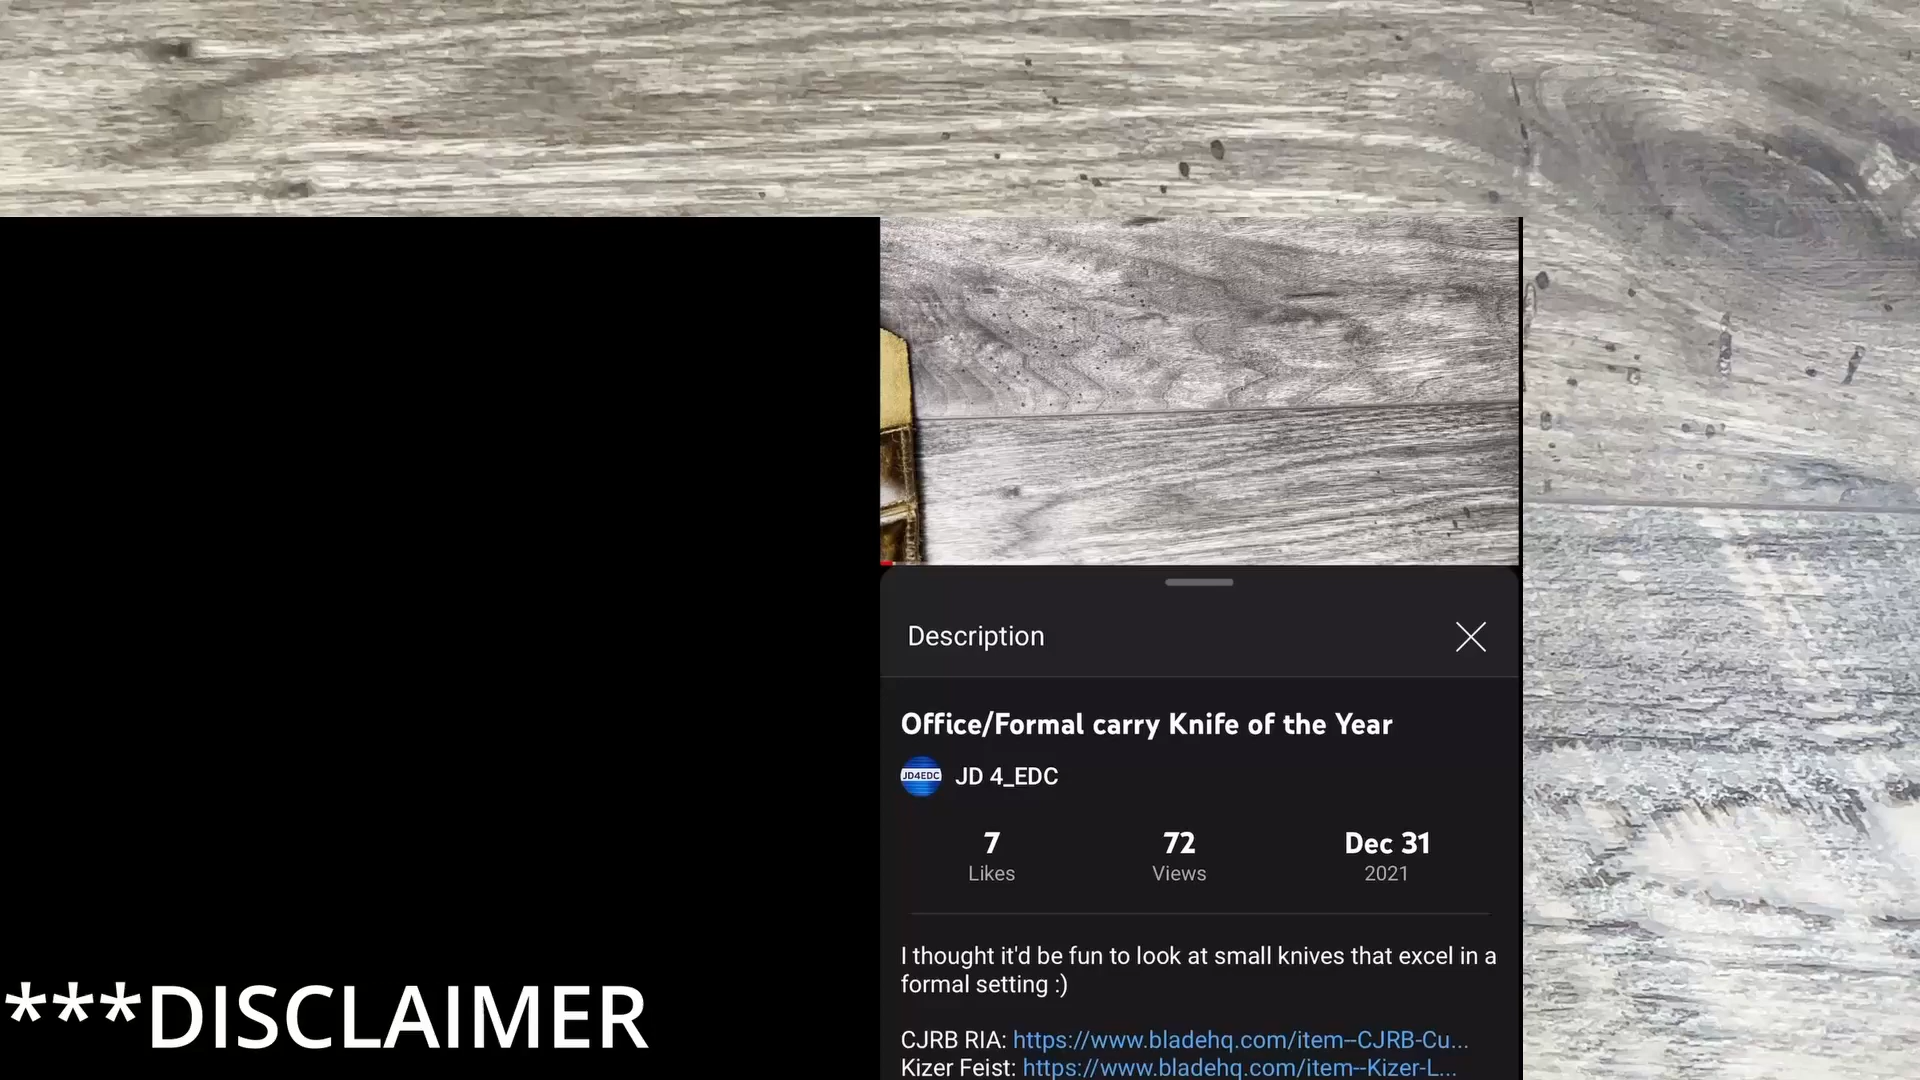 Description
Office/Formal carry Knife of the Year
JD4EDC
JD 4_EDC
7
72
Dec 31
Likes
Views
2021
I thought it'd be fun to look at small knives that excel in a
formal setting :)
CJRB RIA: https://www.bladehq.com/item--CJRB-Cu...
Kizer Feist: https://www.bladehq.com/item--Kizer-L...
***DISCLAIMER